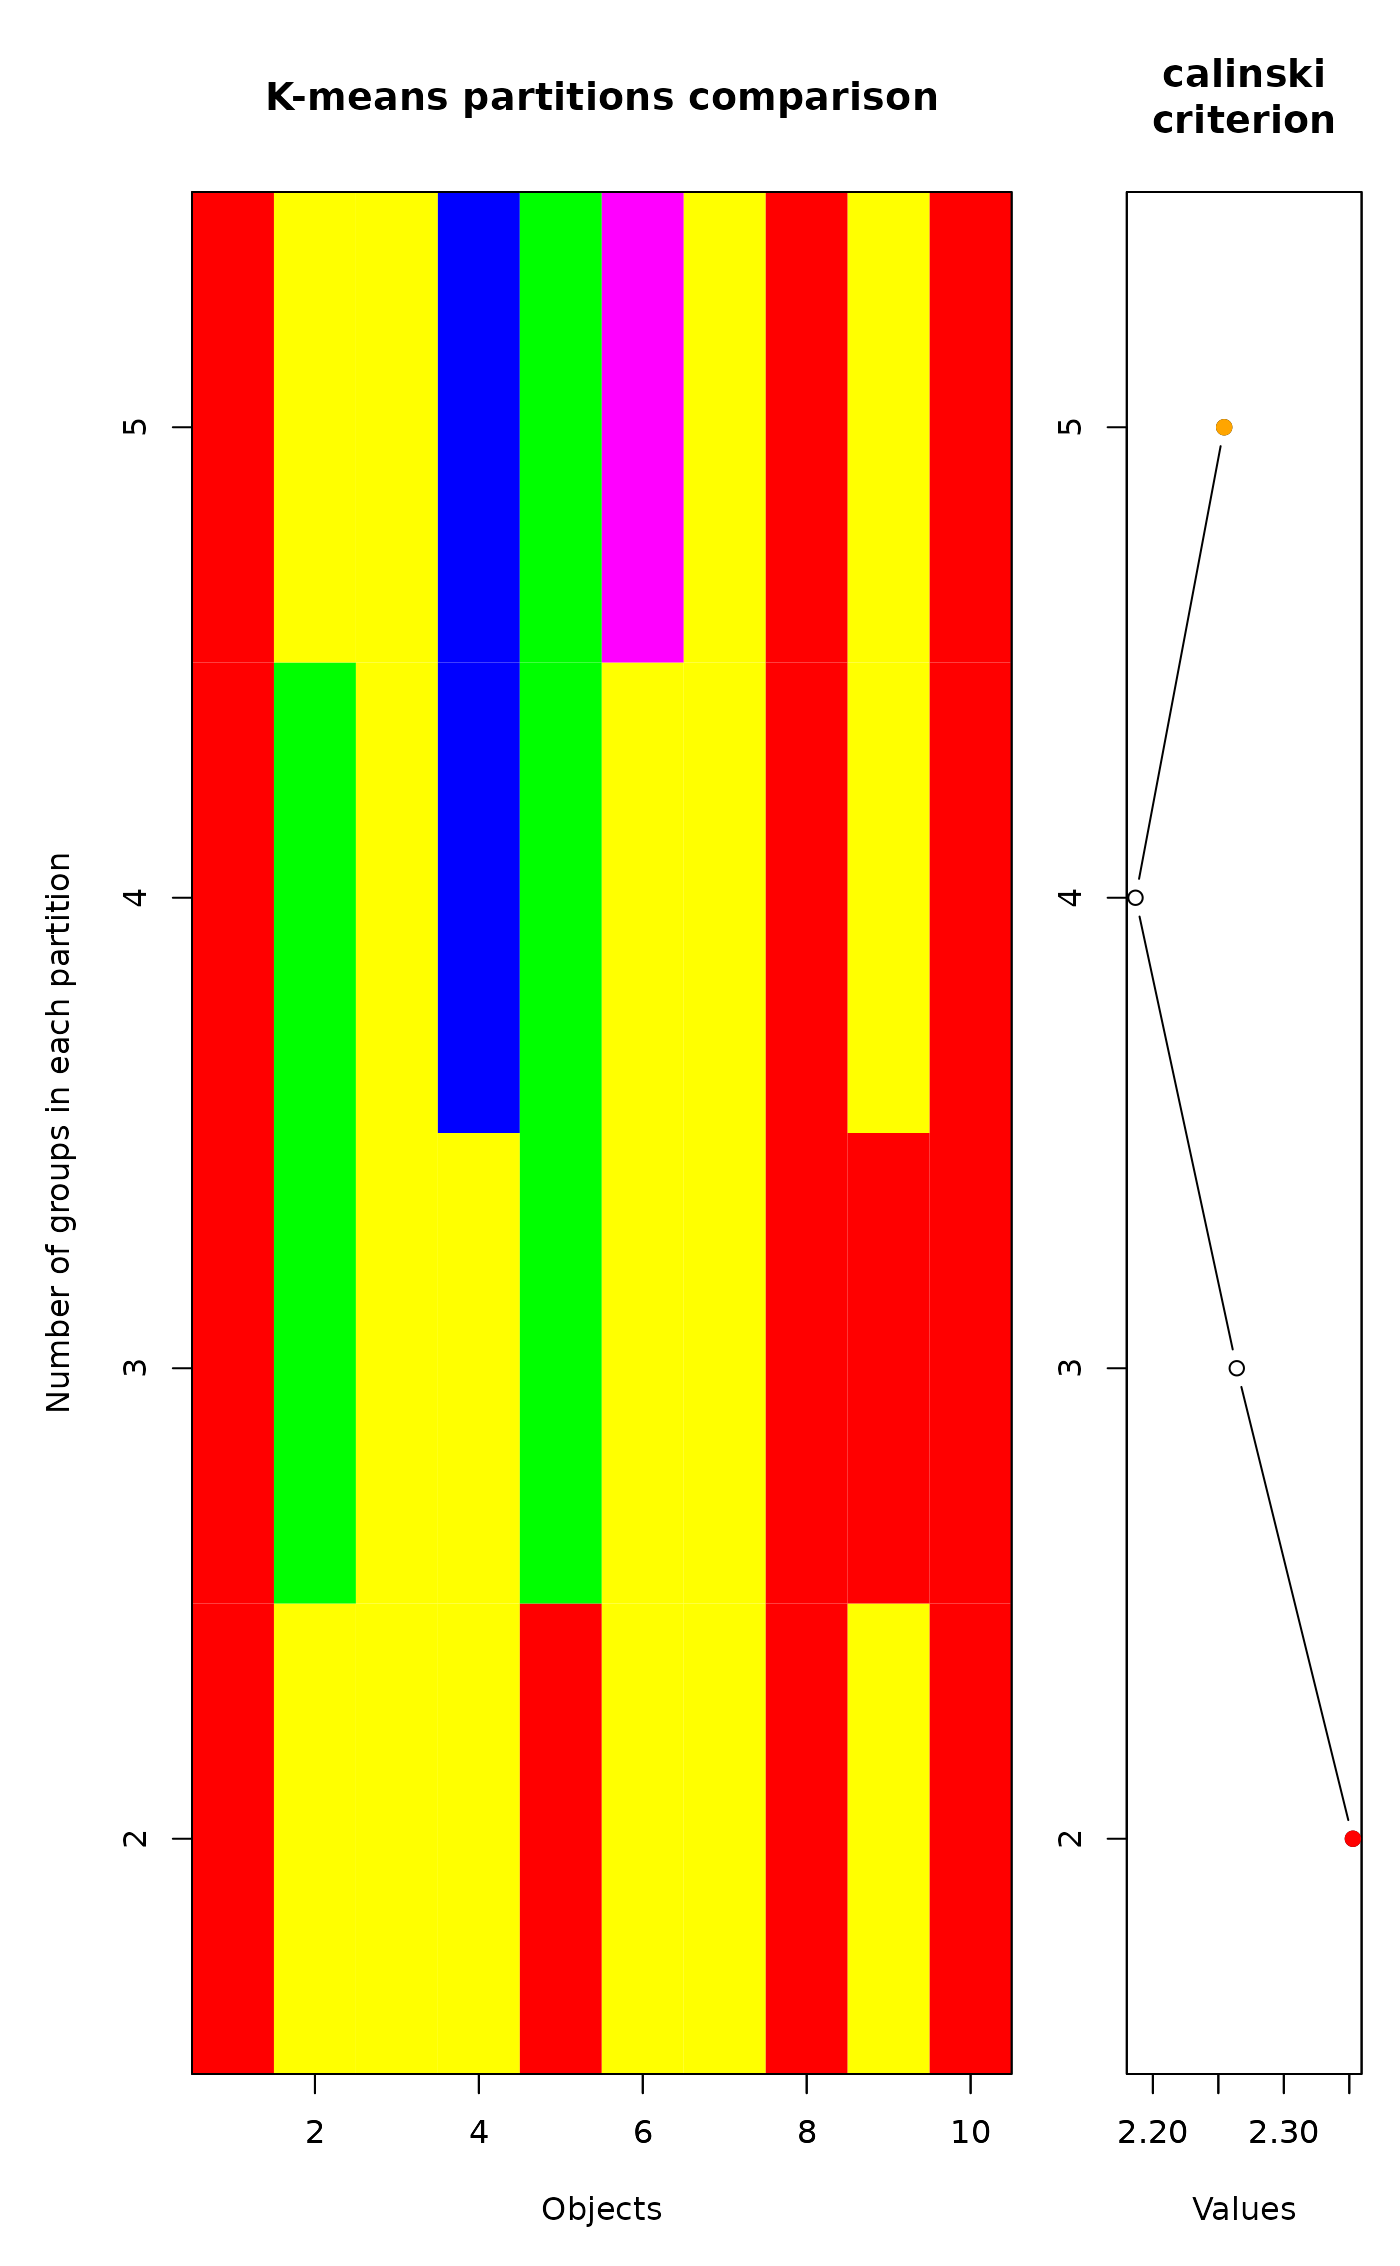 K-means partitions comparison
calinski
criterion
Number of groups in each partition
5
4
3
2
2 4 6 8 10
Objects
5
4
3
2
2.20 2.30
Values